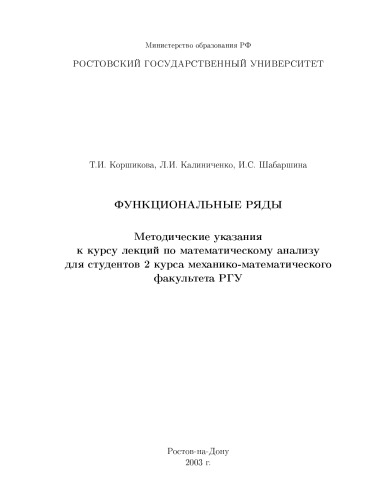 Министерство образования РФ
РОСТОВСКИЙ ГОСУДАРСТВЕННЫЙ УНИВЕРСИТЕТ
Т.И. Коршикова, Л.И. Калиниченко, И.С. Шабаршина
ФУНКЦИОНАЛЬНЫЕ РЯДЫ
Методические указания
к курсу лекций по математическому анализу
для студентов 2 курса механико-математического
факультета РГУ
Ростов-на-Дону
2003 г.